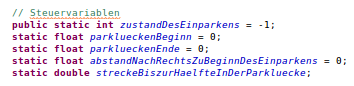 // Steuervariablen
public static int zustandDesEinparkens = -1;
static float parklueckenBeginn = 0;
static float parklueckenEnde = 0;
static float abstandNachRechtsZuBeginnDesEinparkens = 0;
static double streckeBiszurHaelfteInDerParkluecke;